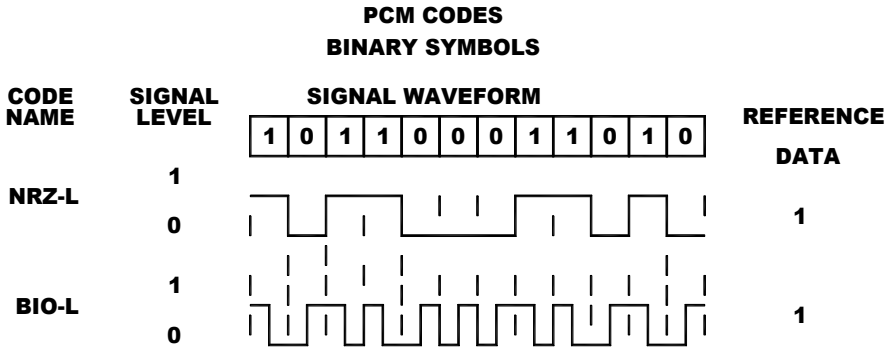 PCM CODES
BINARY SYMBOLS
CODE NAME
SIGNAL LEVEL
SIGNAL WAVEFORM
REFERENCE DATA
1 0 1 1 0 0 0 1 1 0 1 0
NRZ-L
1
0
1
BIO-L
1
0
1